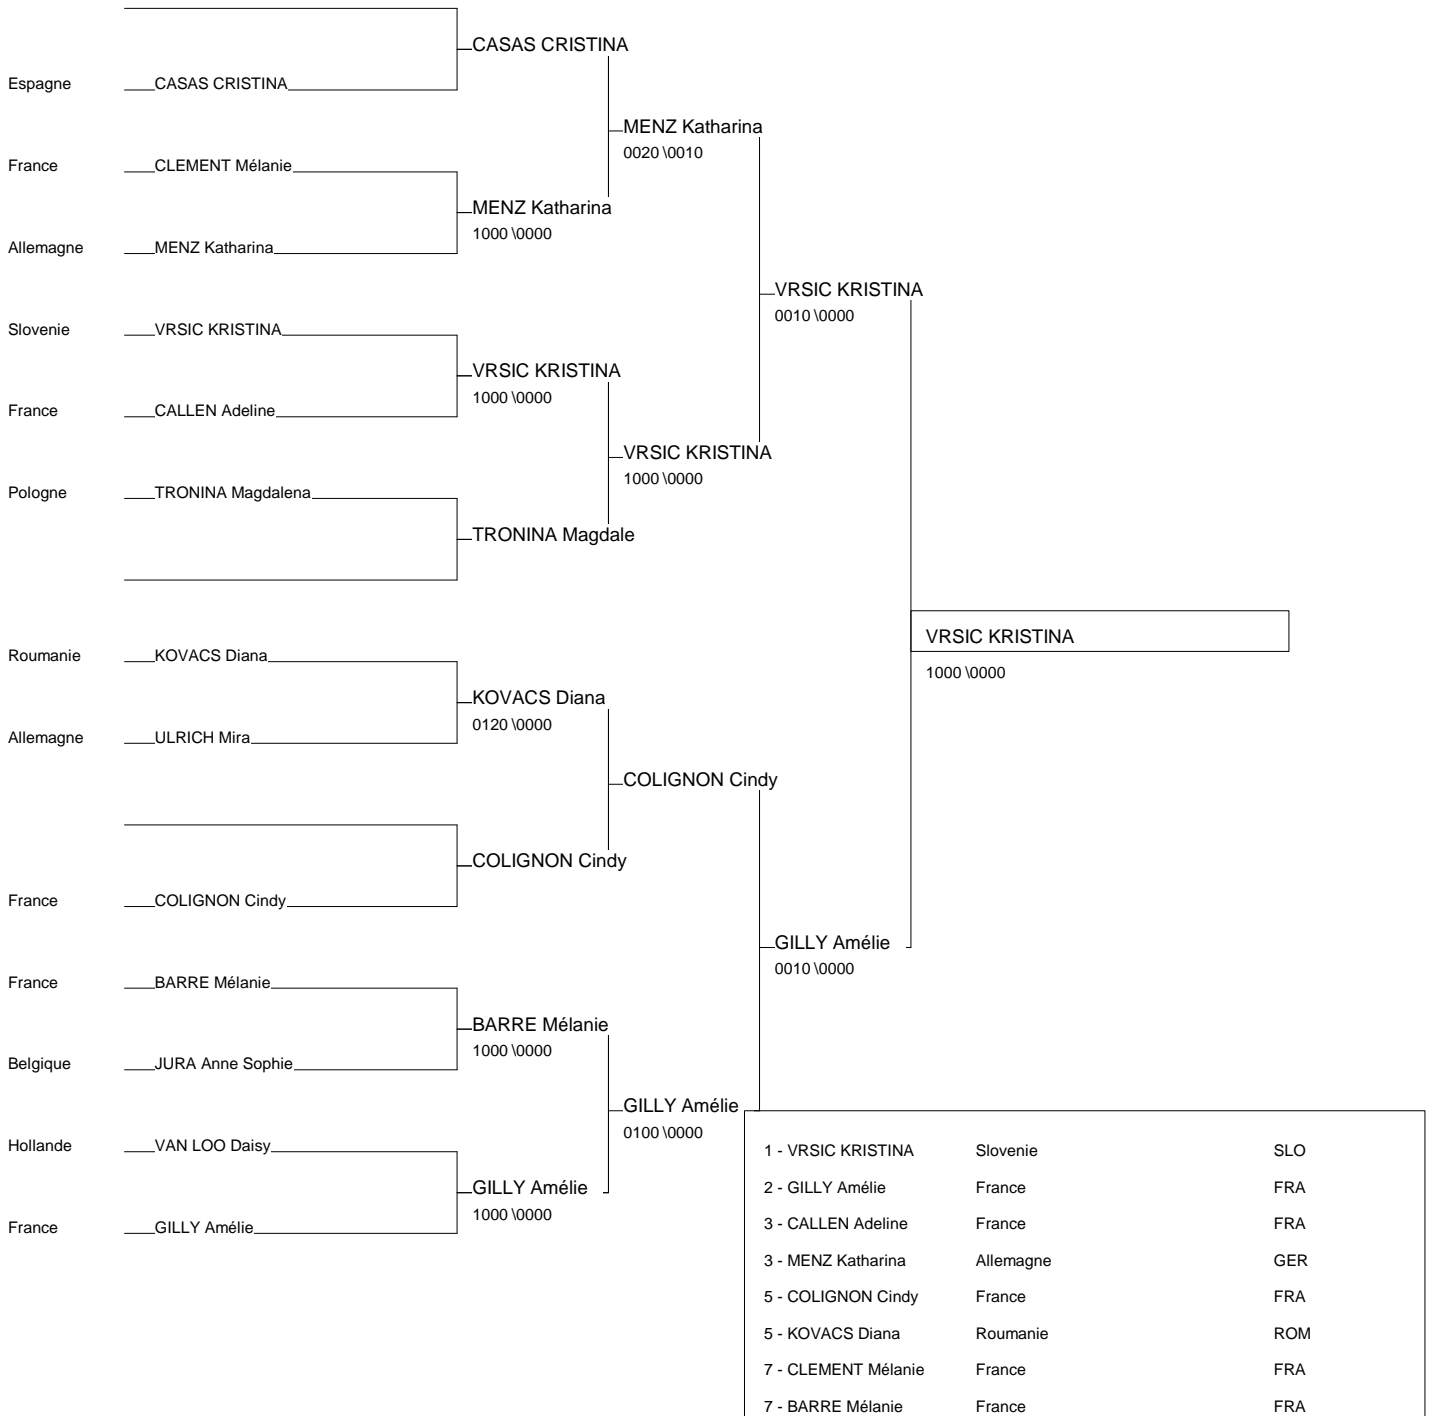 CASAS CRISTINA
Espagne CASAS CRISTINA
MENZ Katharina
0020 \0010
France CLEMENT Mélanie
MENZ Katharina
1000 \0000
Allemagne MENZ Katharina
VRSIC KRISTINA
0010 \0000
Slovenie VRSIC KRISTINA
VRSIC KRISTINA
1000 \0000
France CALLEN Adeline
VRSIC KRISTINA
1000 \0000
Pologne TRONINA Magdalena
TRONINA Magdale
VRSIC KRISTINA
1000 \0000
Roumanie KOVACS Diana
KOVACS Diana
0120 \0000
Allemagne ULRICH Mira
COLIGNON Cindy
COLIGNON Cindy
France COLIGNON Cindy
GILLY Amélie
0010 \0000
France BARRE Mélanie
BARRE Mélanie
1000 \0000
Belgique JURA Anne Sophie
GILLY Amélie
0100 \0000
Hollande VAN LOO Daisy
GILLY Amélie
1000 \0000
France GILLY Amélie
1 - VRSIC KRISTINA Slovenie SLO
2 - GILLY Amélie France FRA
3 - CALLEN Adeline France FRA
3 - MENZ Katharina Allemagne GER
5 - COLIGNON Cindy France FRA
5 - KOVACS Diana Roumanie ROM
7 - CLEMENT Mélanie France FRA
7 - BARRE Mélanie France FRA